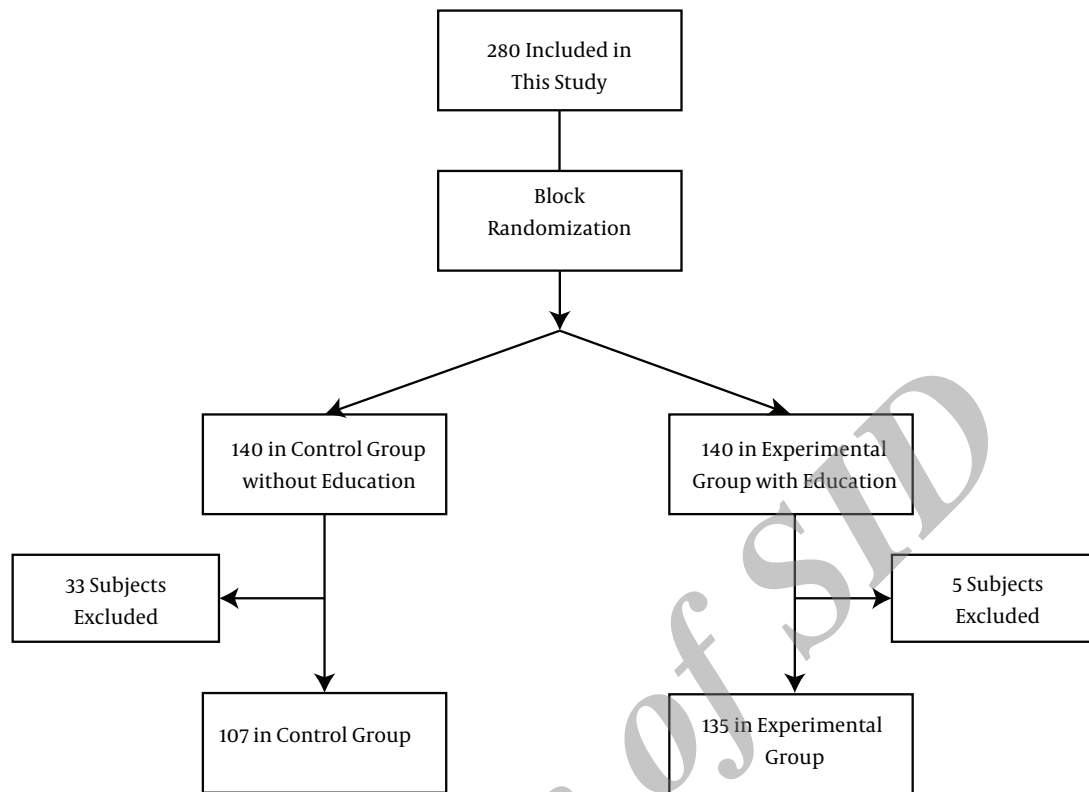 280 Included in
This Study
Block
Randomization
140 in Control Group
without Education
140 in Experimental
Group with Education
33 Subjects
Excluded
5 Subjects
Excluded
107 in Control Group
135 in Experimental
Group
of SID